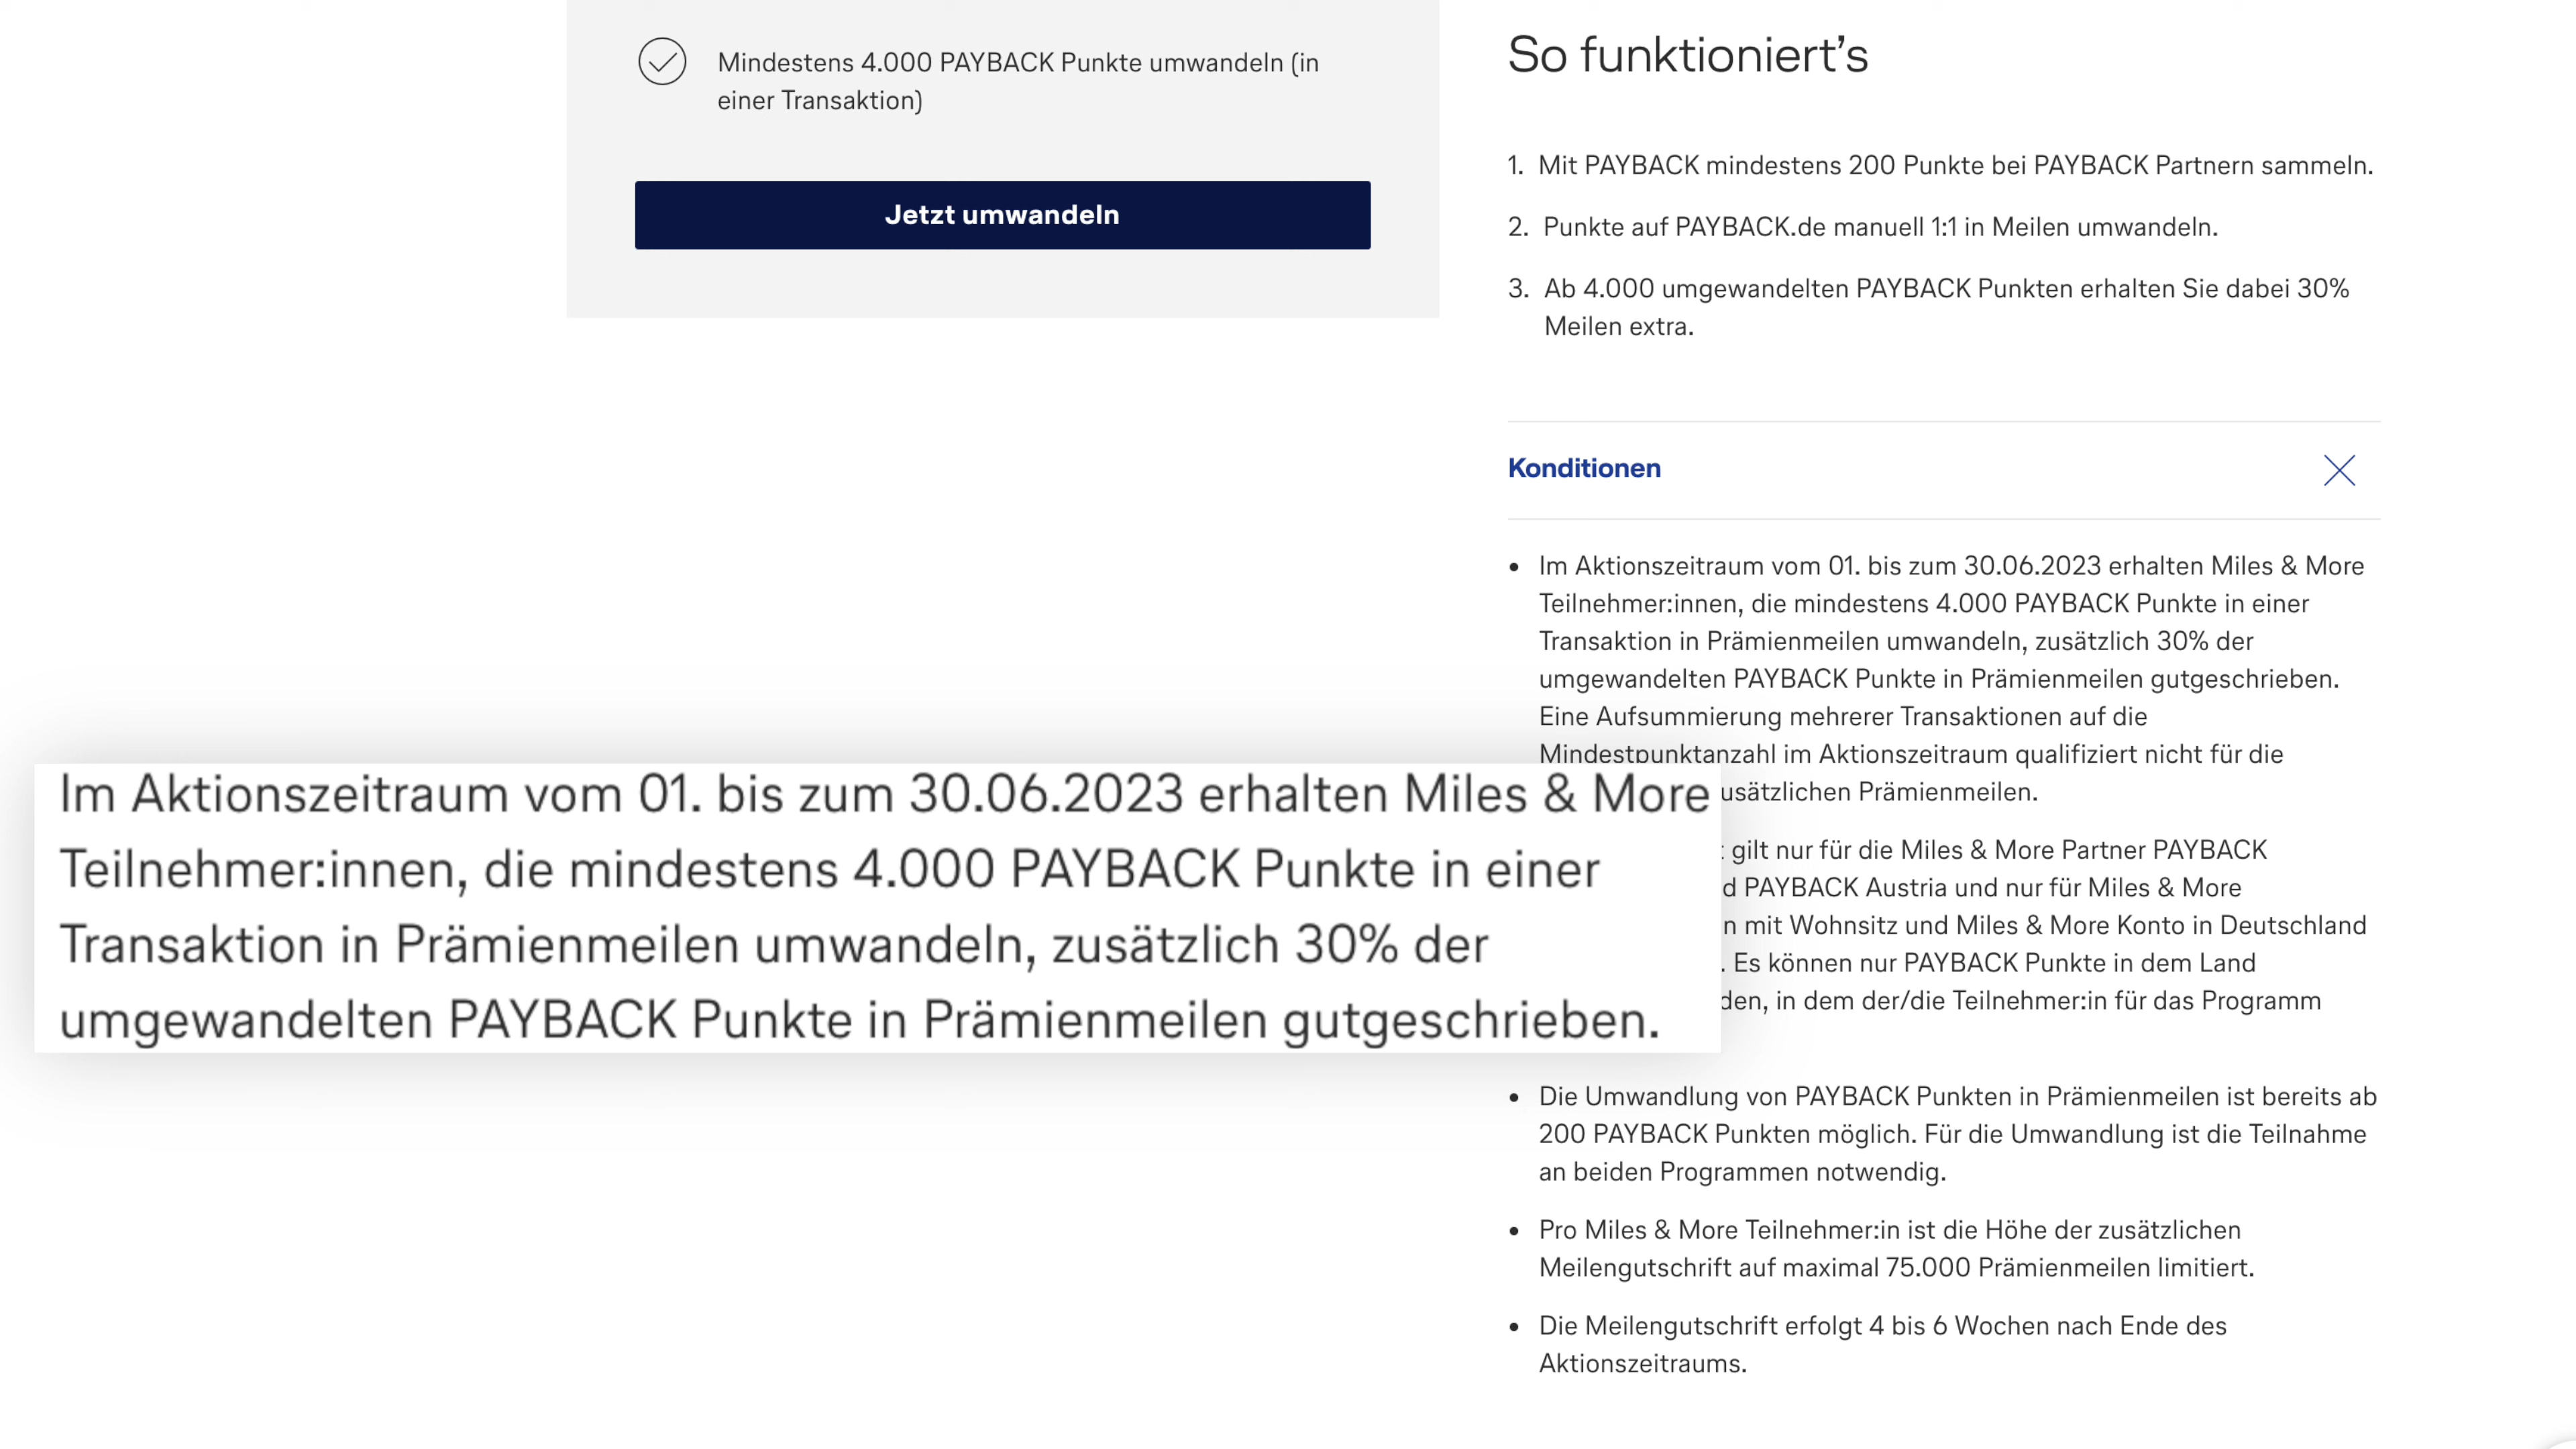 Mindestens 4.000 PAYBACK Punkte umwandeln (in
einer Transaktion)
Jetzt umwandeln
So funktioniert's
1. Mit PAYBACK mindestens 200 Punkte bei PAYBACK Partnern sammeln.
2. Punkte auf PAYBACK.de manuell 1:1 in Meilen umwandeln.
3. Ab 4.000 umgewandelten PAYBACK Punkten erhalten Sie dabei 30%
Meilen extra.
Konditionen
• Im Aktionszeitraum vom 01. bis zum 30.06.2023 erhalten Miles & More
Teilnehmer:innen, die mindestens 4.000 PAYBACK Punkte in einer
Transaktion in Prämienmeilen umwandeln, zusätzlich 30% der
umgewandelten PAYBACK Punkte in Prämienmeilen gutgeschrieben.
Eine Aufsummierung mehrerer Transaktionen auf die
Mindestpunktanzahl im Aktionszeitraum qualifiziert nicht für die
usätzlichen Prämienmeilen.
gilt nur für die Miles & More Partner PAYBACK
d PAYBACK Austria und nur für Miles & More
n mit Wohnsitz und Miles & More Konto in Deutschland
. Es können nur PAYBACK Punkte in dem Land
den, in dem der/die Teilnehmer:in für das Programm
• Die Umwandlung von PAYBACK Punkten in Prämienmeilen ist bereits ab
200 PAYBACK Punkten möglich. Für die Umwandlung ist die Teilnahme
an beiden Programmen notwendig.
• Pro Miles & More Teilnehmer:in ist die Höhe der zusätzlichen
Meilengutschrift auf maximal 75.000 Prämienmeilen limitiert.
• Die Meilengutschrift erfolgt 4 bis 6 Wochen nach Ende des
Aktionszeitraums.
Im Aktionszeitraum vom 01. bis zum 30.06.2023 erhalten Miles & More
Teilnehmer:innen, die mindestens 4.000 PAYBACK Punkte in einer
Transaktion in Prämienmeilen umwandeln, zusätzlich 30% der
umgewandelten PAYBACK Punkte in Prämienmeilen gutgeschrieben.